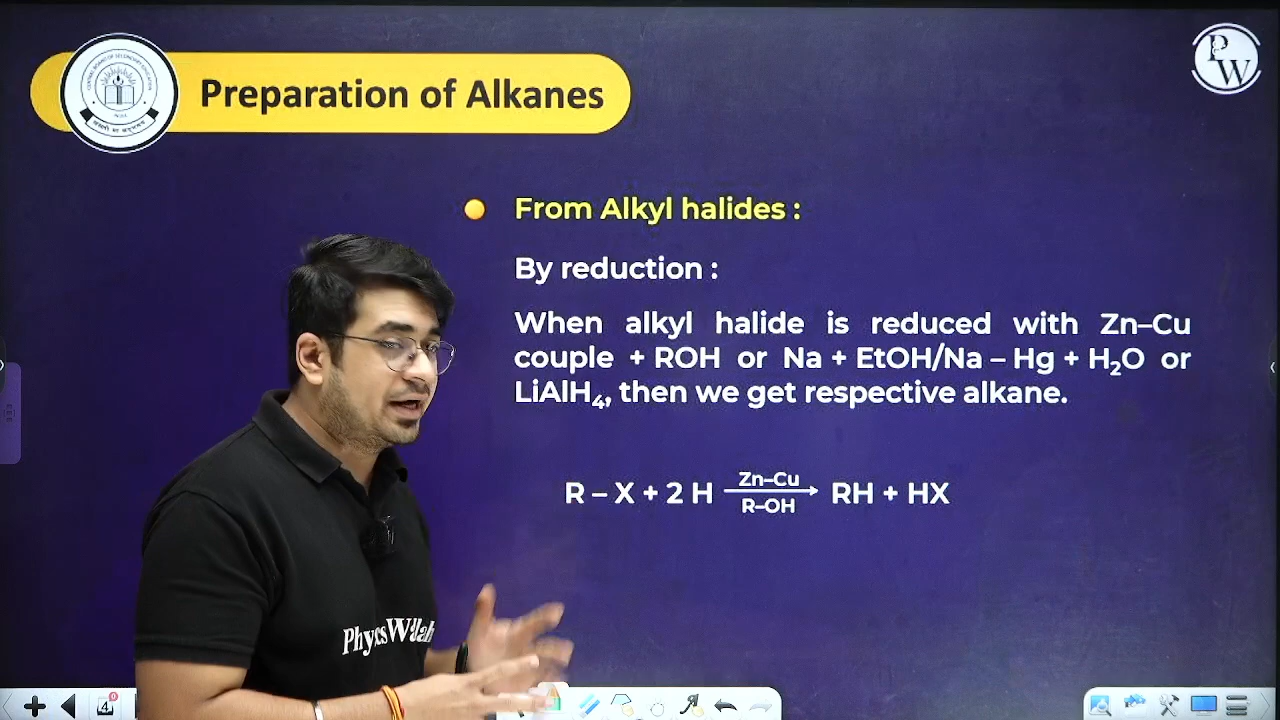 Preparation of Alkanes
PW
From Alkyl halides :
By reduction :
When alkyl halide is reduced with Zn–Cu
couple + ROH or Na + EtOH/Na – Hg + H₂O or
LiAlH₄, then we get respective alkane.
Zn–Cu
R – X + 2 H ⟶ RH + HX
R–OH
PhysicsWallah
4